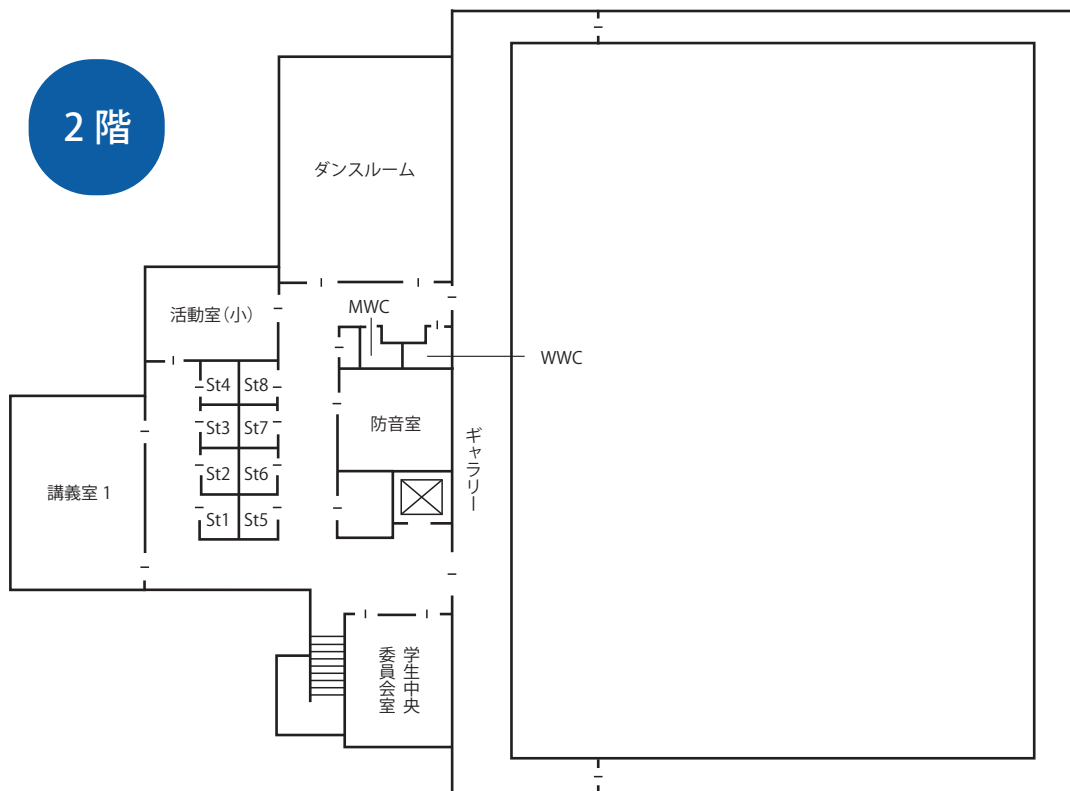 2 階
ダンスルーム
MWC
活動室（小）
WWC
St4
St8
St3
St7
防音室
ギャラリー
St2
St6
講義室 1
St1
St5
学生中央
委員会室